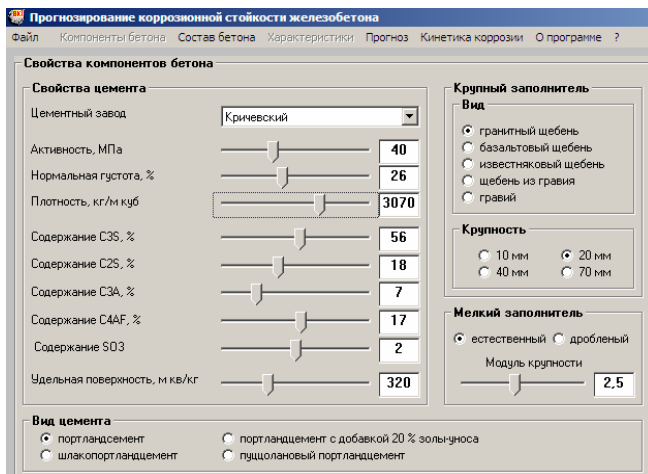 Прогнозирование коррозионной стойкости железобетона
Файл Компоненты бетона Состав бетона Характеристики Прогноз Кинетика коррозии О программе ?
Свойства компонентов бетона
Свойства цемента
Цементный завод Кричевский
Активность, МПа 40
Нормальная густота, % 26
Плотность, кг/м куб 3070
Содержание C3S, % 56
Содержание C2S, % 18
Содержание C3A, % 7
Содержание C4AF, % 17
Содержание SO3 2
Удельная поверхность, м кв/кг 320
Крупный заполнитель
Вид
гранитный щебень
базальтовый щебень
известняковый щебень
щебень из гравия
гравий
Крупность
10 мм 20 мм
40 мм 70 мм
Мелкий заполнитель
естественный дробленый
Модуль крупности
2,5
Вид цемента
портландсемент портландцемент с добавкой 20 % золы-уноса
шлакопортландцемент пуццолановый портландцемент